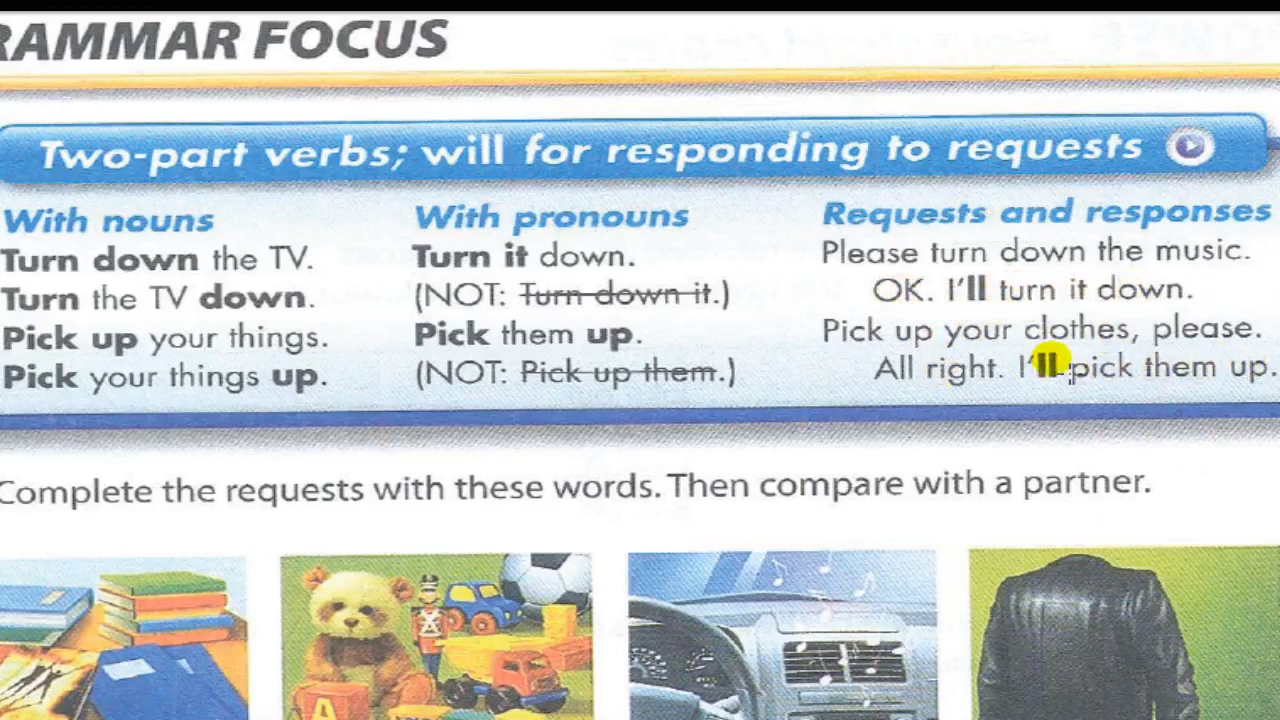 RAMMAR FOCUS
Two-part verbs; will for responding to requests
With nouns
Turn down the TV.
Turn the TV down.
Pick up your things.
Pick your things up.
With pronouns
Turn it down.
(NOT: Turn down it.)
Pick them up.
(NOT: Pick up them.)
Requests and responses
Please turn down the music.
OK. I'll turn it down.
Pick up your clothes, please.
All right. I'll pick them up.
Complete the requests with these words. Then compare with a partner.
A